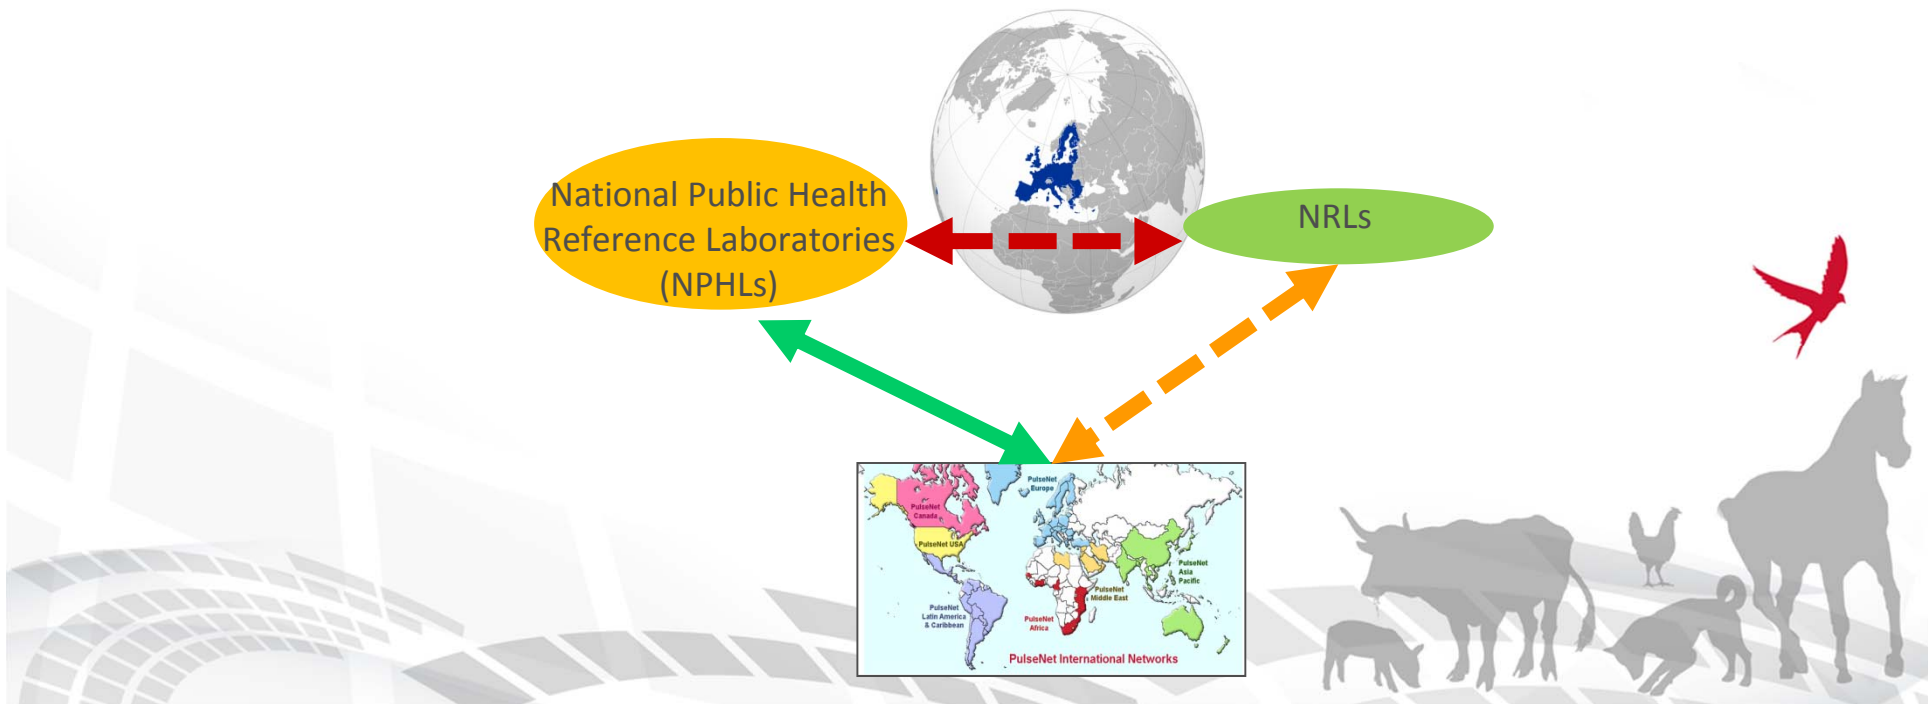 National Public Health
Reference Laboratories
(NPHLs)
NRLs
PulseNet
Europe
PulseNet
Canada
PulseNet USA
PulseNet
Asia
Pacific
PulseNet
Middle East
PulseNet
Latin America
& Caribbean
PulseNet
Africa
PulseNet International Networks